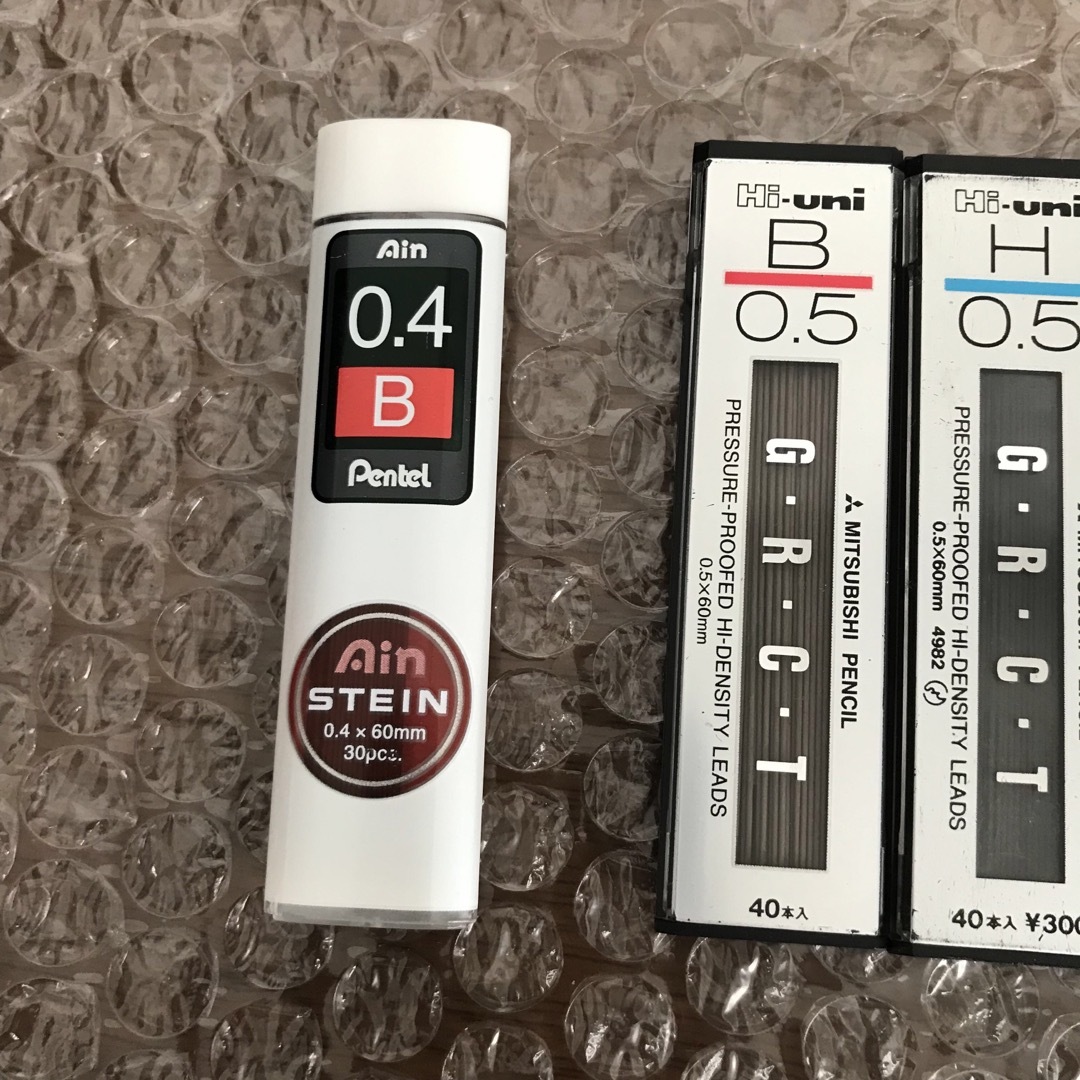 Ain
0.4
B
Pentel
Ain
STEIN
0.4 × 60mm
30pcs.
Hi-uni
B
0.5
G・R・C・T
PRESSURE-PROOFED HI-DENSITY LEADS
0.5×60mm
MITSUBISHI PENCIL
40本入
Hi-uni
H
0.5
G・R・C・T
PRESSURE-PROOFED HI-DENSITY LEADS
0.5×60mm 4982
40本入 ¥300